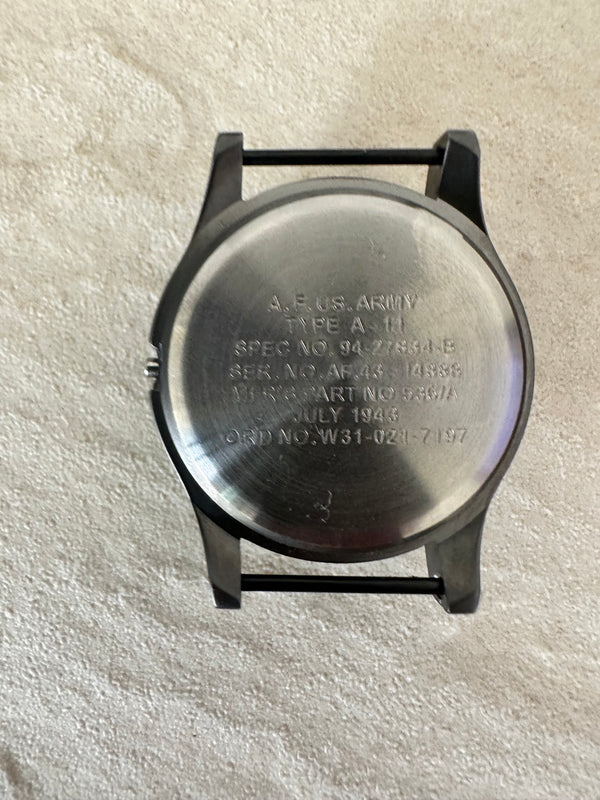 A.F. US. ARMY
TYPE A-11
SPEC NO. 94-27834-B
SER. NO. AF.43
MFR'S PART NO 536/A
JULY 1943
ORD NO. W31-021-7197